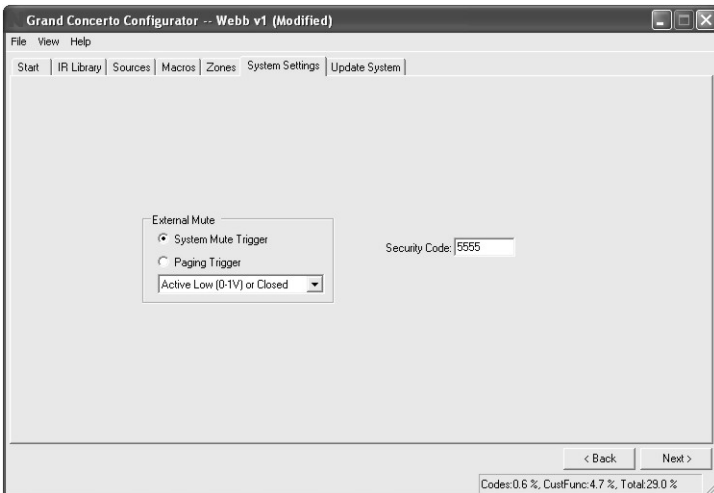 Grand Concerto Configurator -- Webb v1 (Modified)
File View Help
Start IR Library Sources Macros Zones System Settings Update System
External Mute
System Mute Trigger
Paging Trigger
Active Low (0-1V) or Closed
Security Code: 5555
< Back Next >
Codes:0.6 %, CustFunc:4.7 %, Total:29.0 %